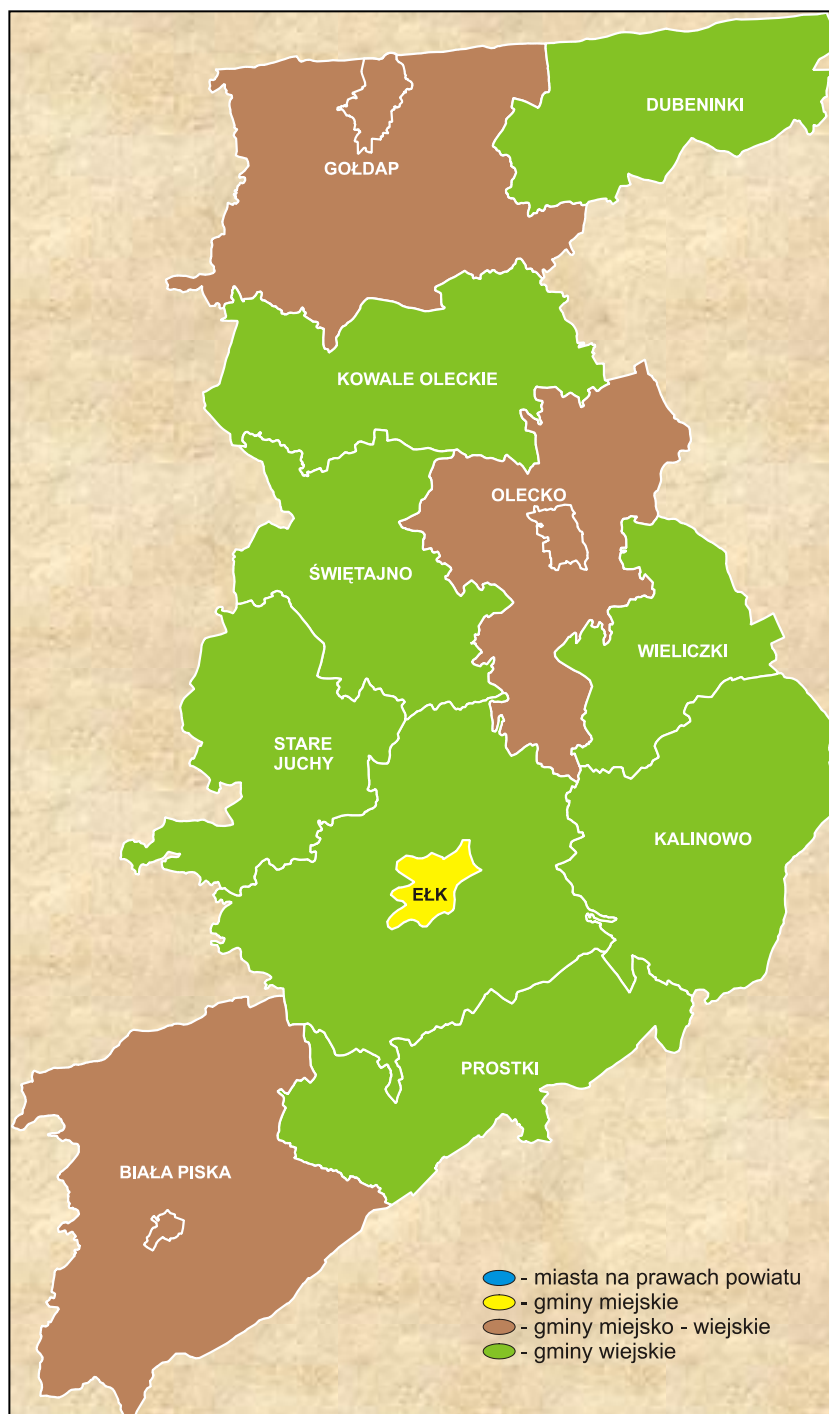 DUBENINKI
GOŁDAP
KOWALE OLECKIE
OLECKO
ŚWIĘTAJNO
WIELICZKI
STARE
JUCHY
KALINOWO
EŁK
PROSTKI
BIAŁA PISKA
- miasta na prawach powiatu
- gminy miejskie
- gminy miejsko - wiejskie
- gminy wiejskie